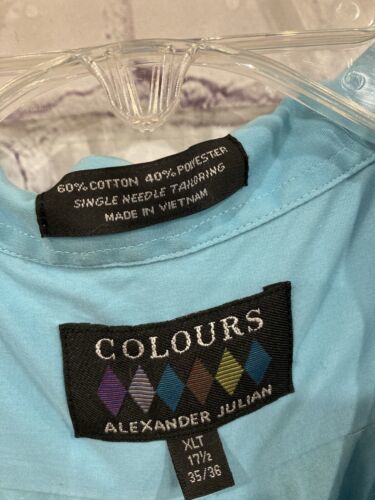 60% COTTON 40% POLYESTER
SINGLE NEEDLE TAILORING
MADE IN VIETNAM
COLOURS
ALEXANDER JULIAN
XLT
17½
35/36